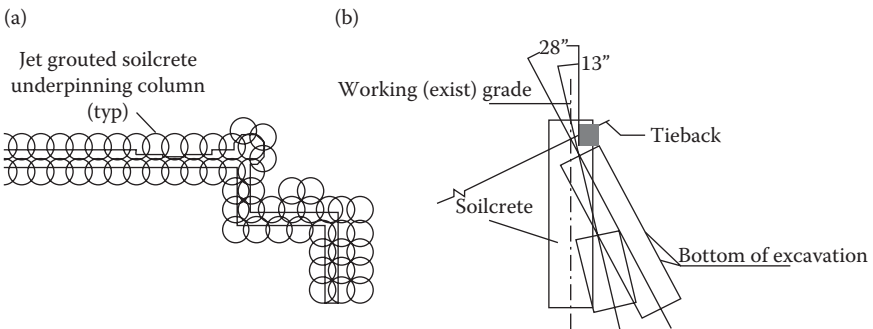 (a)
Jet grouted soilcrete
underpinning column
(typ)
(b)
28”
13”
Working (exist) grade
Tieback
Soilcrete
Bottom of excavation